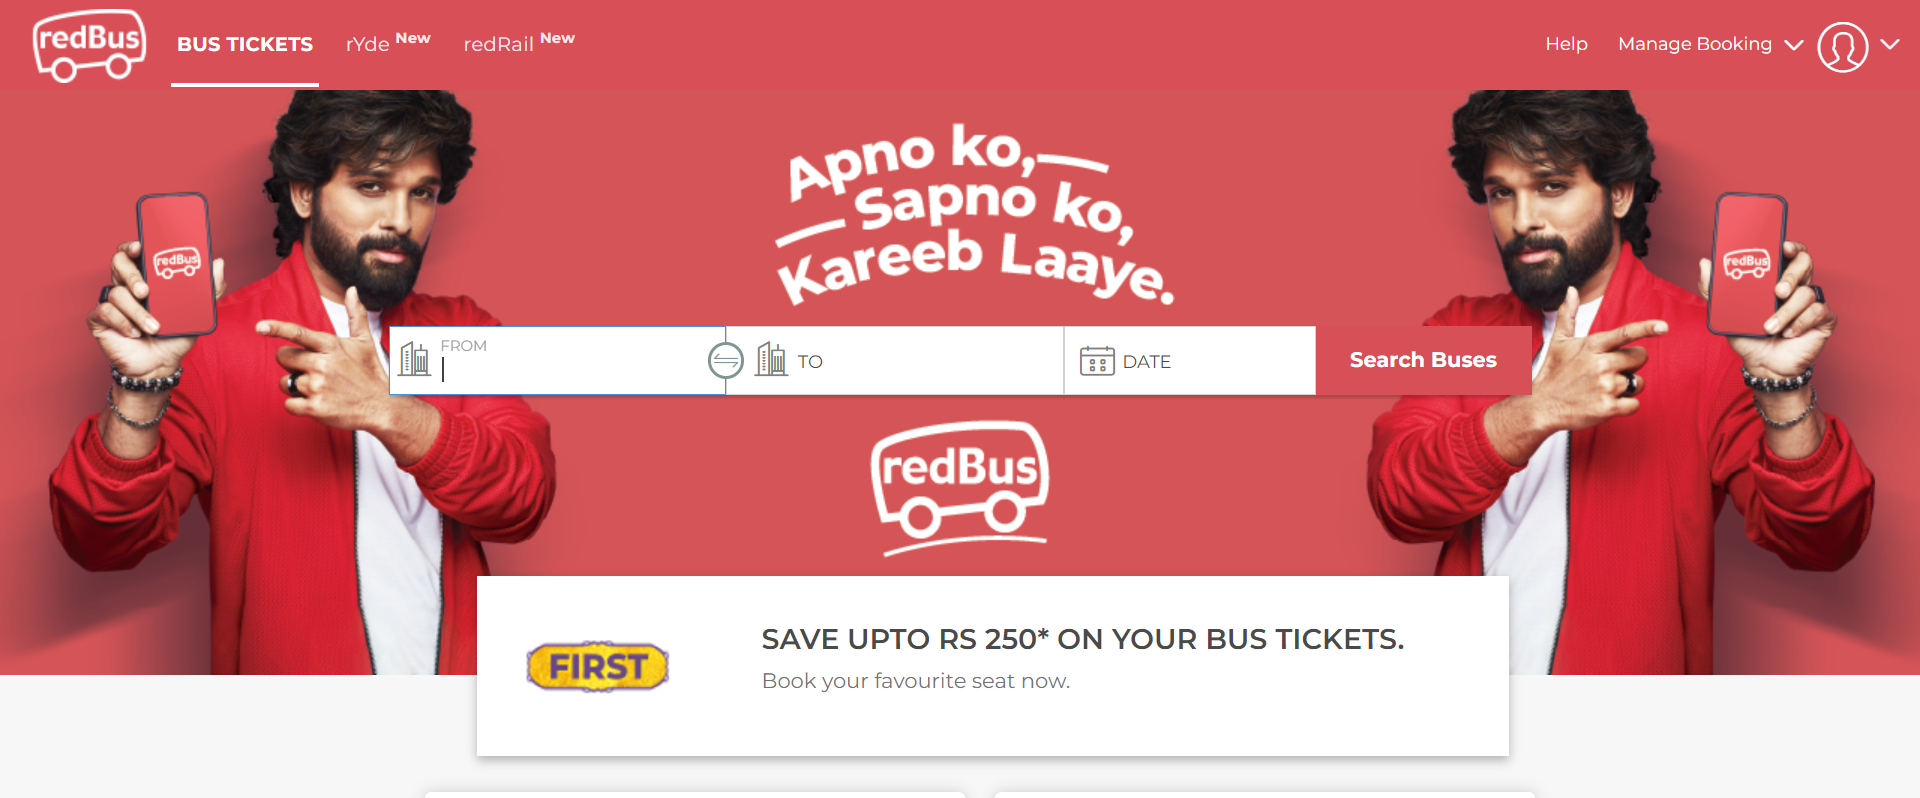 redBus
BUS TICKETS
rYde New
redRail New
Help
Manage Booking
Apno ko,
Sapno ko,
Kareeb Laaye.
redBus
redBus
FROM
TO
DATE
Search Buses
redBus
FIRST
SAVE UPTO RS 250* ON YOUR BUS TICKETS.
Book your favourite seat now.